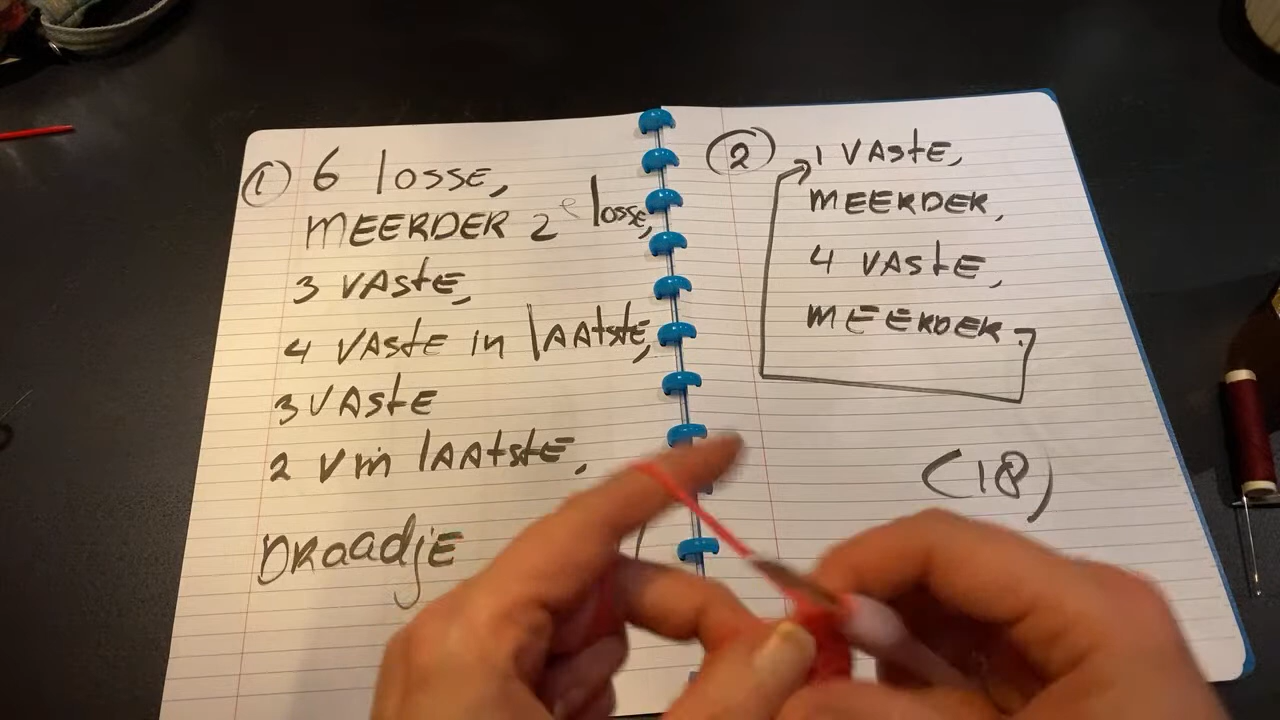 ① 6 losse,
MEERDER 2e losse,
3 VASTE,
4 VASTE in lAAtstE,
3 VASTE
2 V in lAAtstE,
DRAADJE
② 1 VASTE,
MEERDER,
4 VASTE,
MEERDER,
(18)